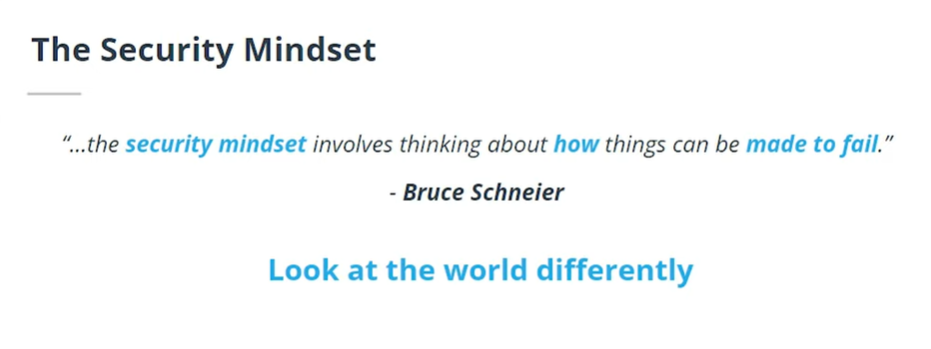 The Security Mindset
“...the security mindset involves thinking about how things can be made to fail.”
- Bruce Schneier
Look at the world differently